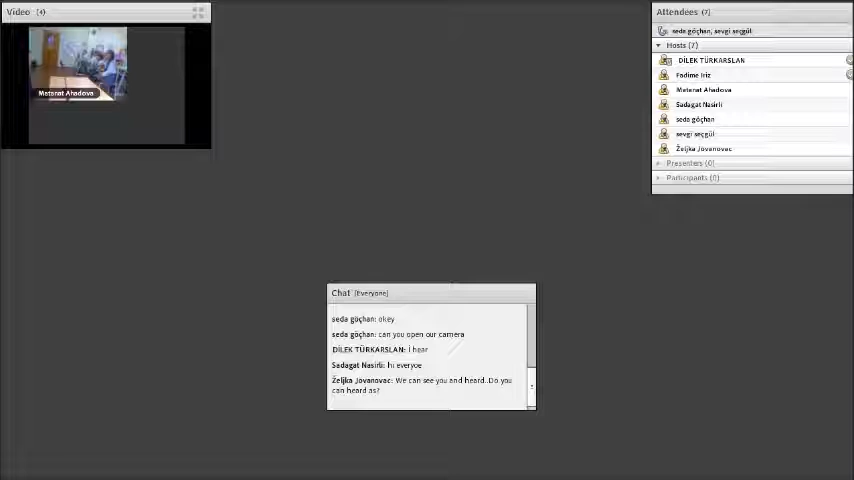 Video (4)
Matanat Ahadova
Attendees (7)
seda göçhan, sevgi seçgül
Hosts (7)
DİLEK TÜRKARSLAN
Fadime Iriz
Matanat Ahadova
Sadagat Nasirli
seda göçhan
sevgi seçgül
Željka Jovanovac
Presenters (0)
Participants (0)
Chat (Everyone)
seda göçhan: okey
seda göçhan: can you open our camera
DİLEK TÜRKARSLAN: i hear
Sadagat Nasirli: hi everyoe
Željka Jovanovac: We can see you and heard..Do you
can heard as?